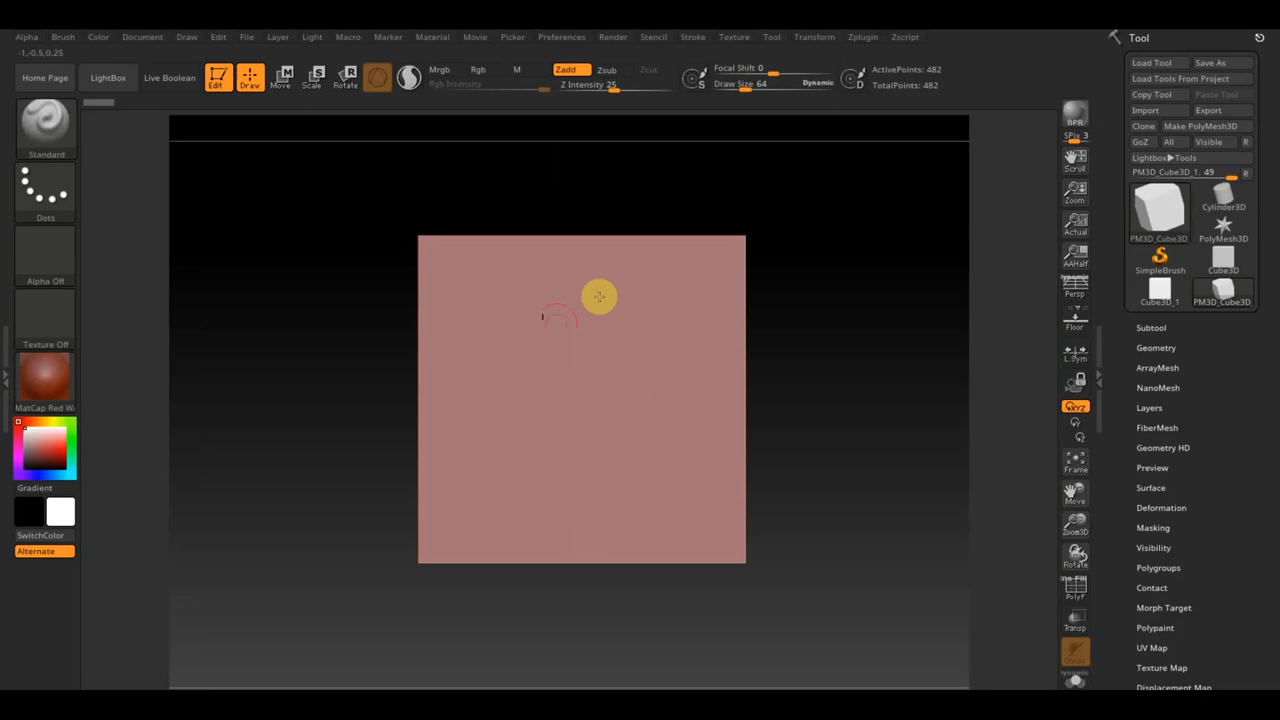 Alpha Brush Color Document Draw Edit File Layer Light Macro Marker Material Movie Picker Preferences Render Stencil Stroke Texture Tool Transform Zplugin Zscript
Tool
-1,-0.5,0.25
Home Page
LightBox
Live Boolean
Edit
Draw
Move
Scale
Rotate
Mrgb
Rgb
M
Rgb Intensity
Zadd
Zsub
Zcut
Z Intensity 25
S
Focal Shift 0
Draw Size 64
Dynamic
D
ActivePoints: 482
TotalPoints: 482
Standard
Dots
Alpha Off
Texture Off
MatCap Red W
Gradient
SwitchColor
Alternate
BPR
SPix 3
Scroll
Zoom
Actual
AAHalf
Dynamic
Persp
Floor
L.Sym
XYZ
Frame
Move
Zoom3D
Rotate
PolyF
Transp
Load Tool
Save As
Load Tools From Project
Copy Tool
Paste Tool
Import
Export
Clone
Make PolyMesh3D
GoZ
All
Visible
R
Lightbox▶Tools
PM3D_Cube3D_1. 49
R
PM3D_Cube3D_
Cylinder3D
PolyMesh3D
SimpleBrush
Cube3D
Cube3D_1
PM3D_Cube3D_
Subtool
Geometry
ArrayMesh
NanoMesh
Layers
FiberMesh
Geometry HD
Preview
Surface
Deformation
Masking
Visibility
Polygroups
Contact
Morph Target
Polypaint
UV Map
Texture Map
Displacement Map